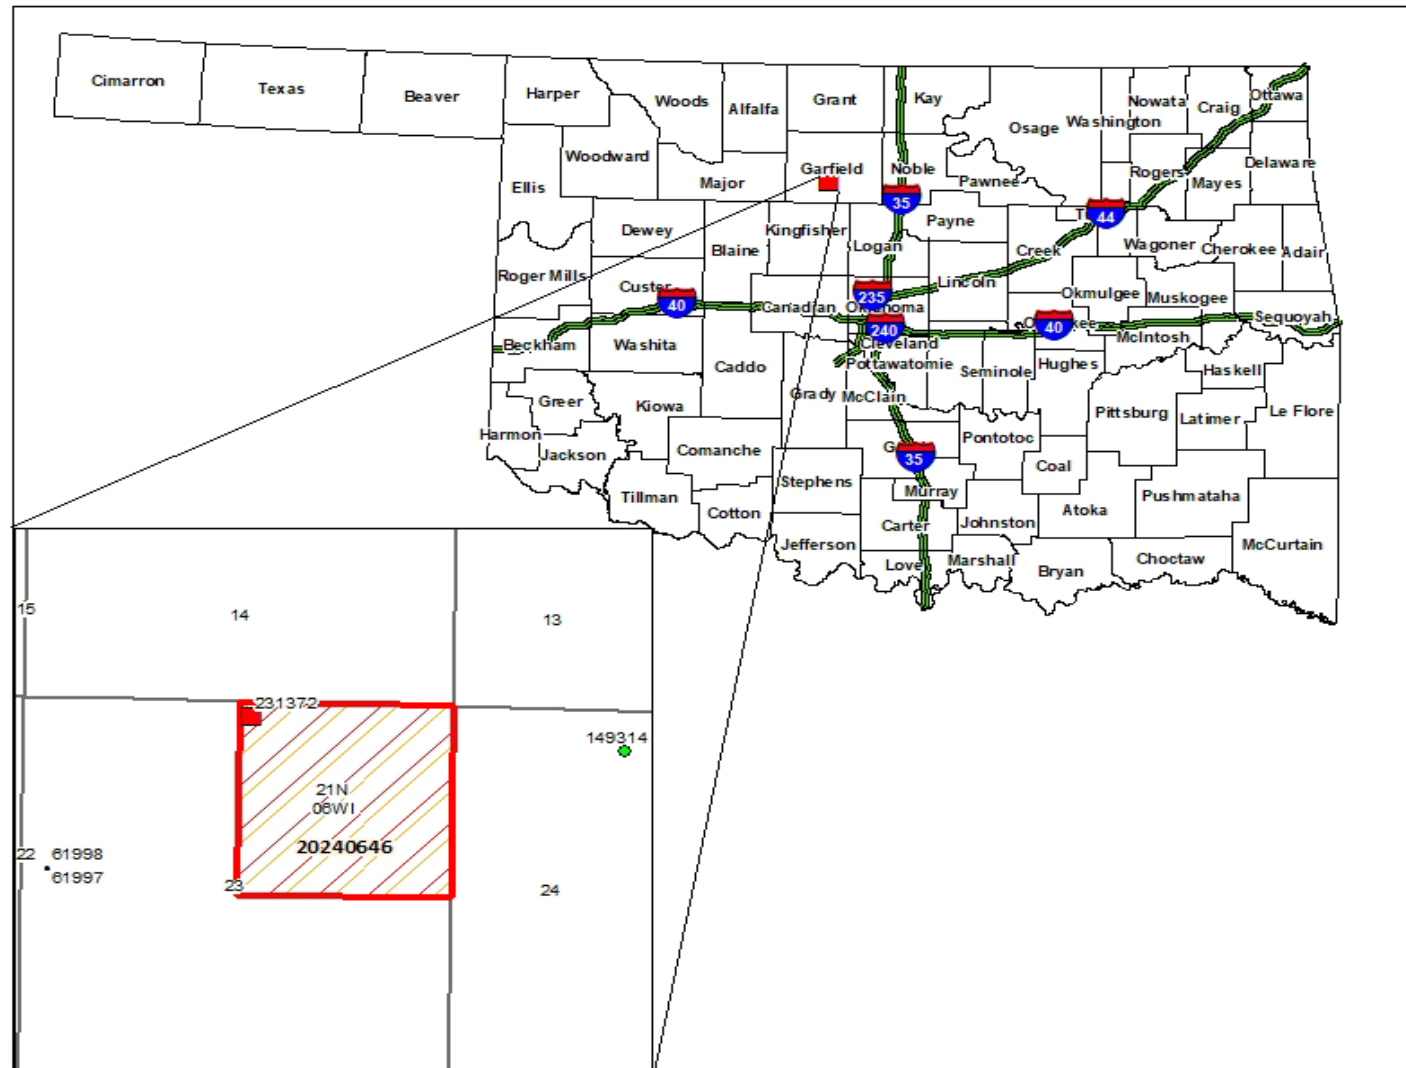 Cimarron
Texas
Beaver
Harper
Woods
Alfalfa
Grant
Kay
Osage
Nowata
Washington
Craig
Ottawa
Woodward
Ellis
Major
Garfield
Noble
Pawnee
Rogers
Mayes
Delaware
35
44
Dewey
Blaine
Kingfisher
Logan
Payne
Creek
Wagoner
Cherokee
Adair
Roger Mills
Custer
40
Canadian
235
Oklahoma
Lincoln
Okmulgee
Muskogee
Sequoyah
Beckham
Washita
Caddo
240
Cleveland
Pottawatomie
Seminole
40
Hughes
McIntosh
Haskell
Greer
Kiowa
Grady
McClain
Pittsburg
Latimer
Le Flore
Harmon
Jackson
Comanche
35
Pontotoc
Coal
Tillman
Cotton
Stephens
Murray
Carter
Johnston
Atoka
Pushmataha
Jefferson
Love
Marshall
Bryan
Choctaw
McCurtain
15
14
13
231372
149314
21N
06WI
20240646
22
61998
61997
23
24